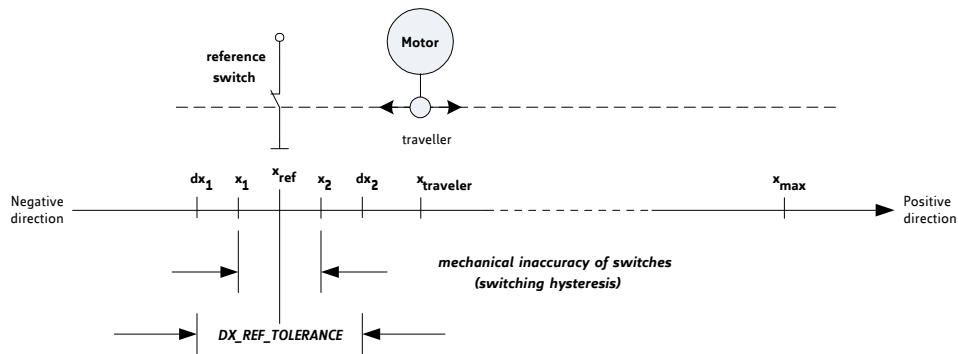 Motor
reference
switch
traveller
dx1
x1
xref
x2
dx2
xtraveler
xmax
Negative
direction
Positive
direction
mechanical inaccuracy of switches
(switching hysteresis)
DX_REF_TOLERANCE